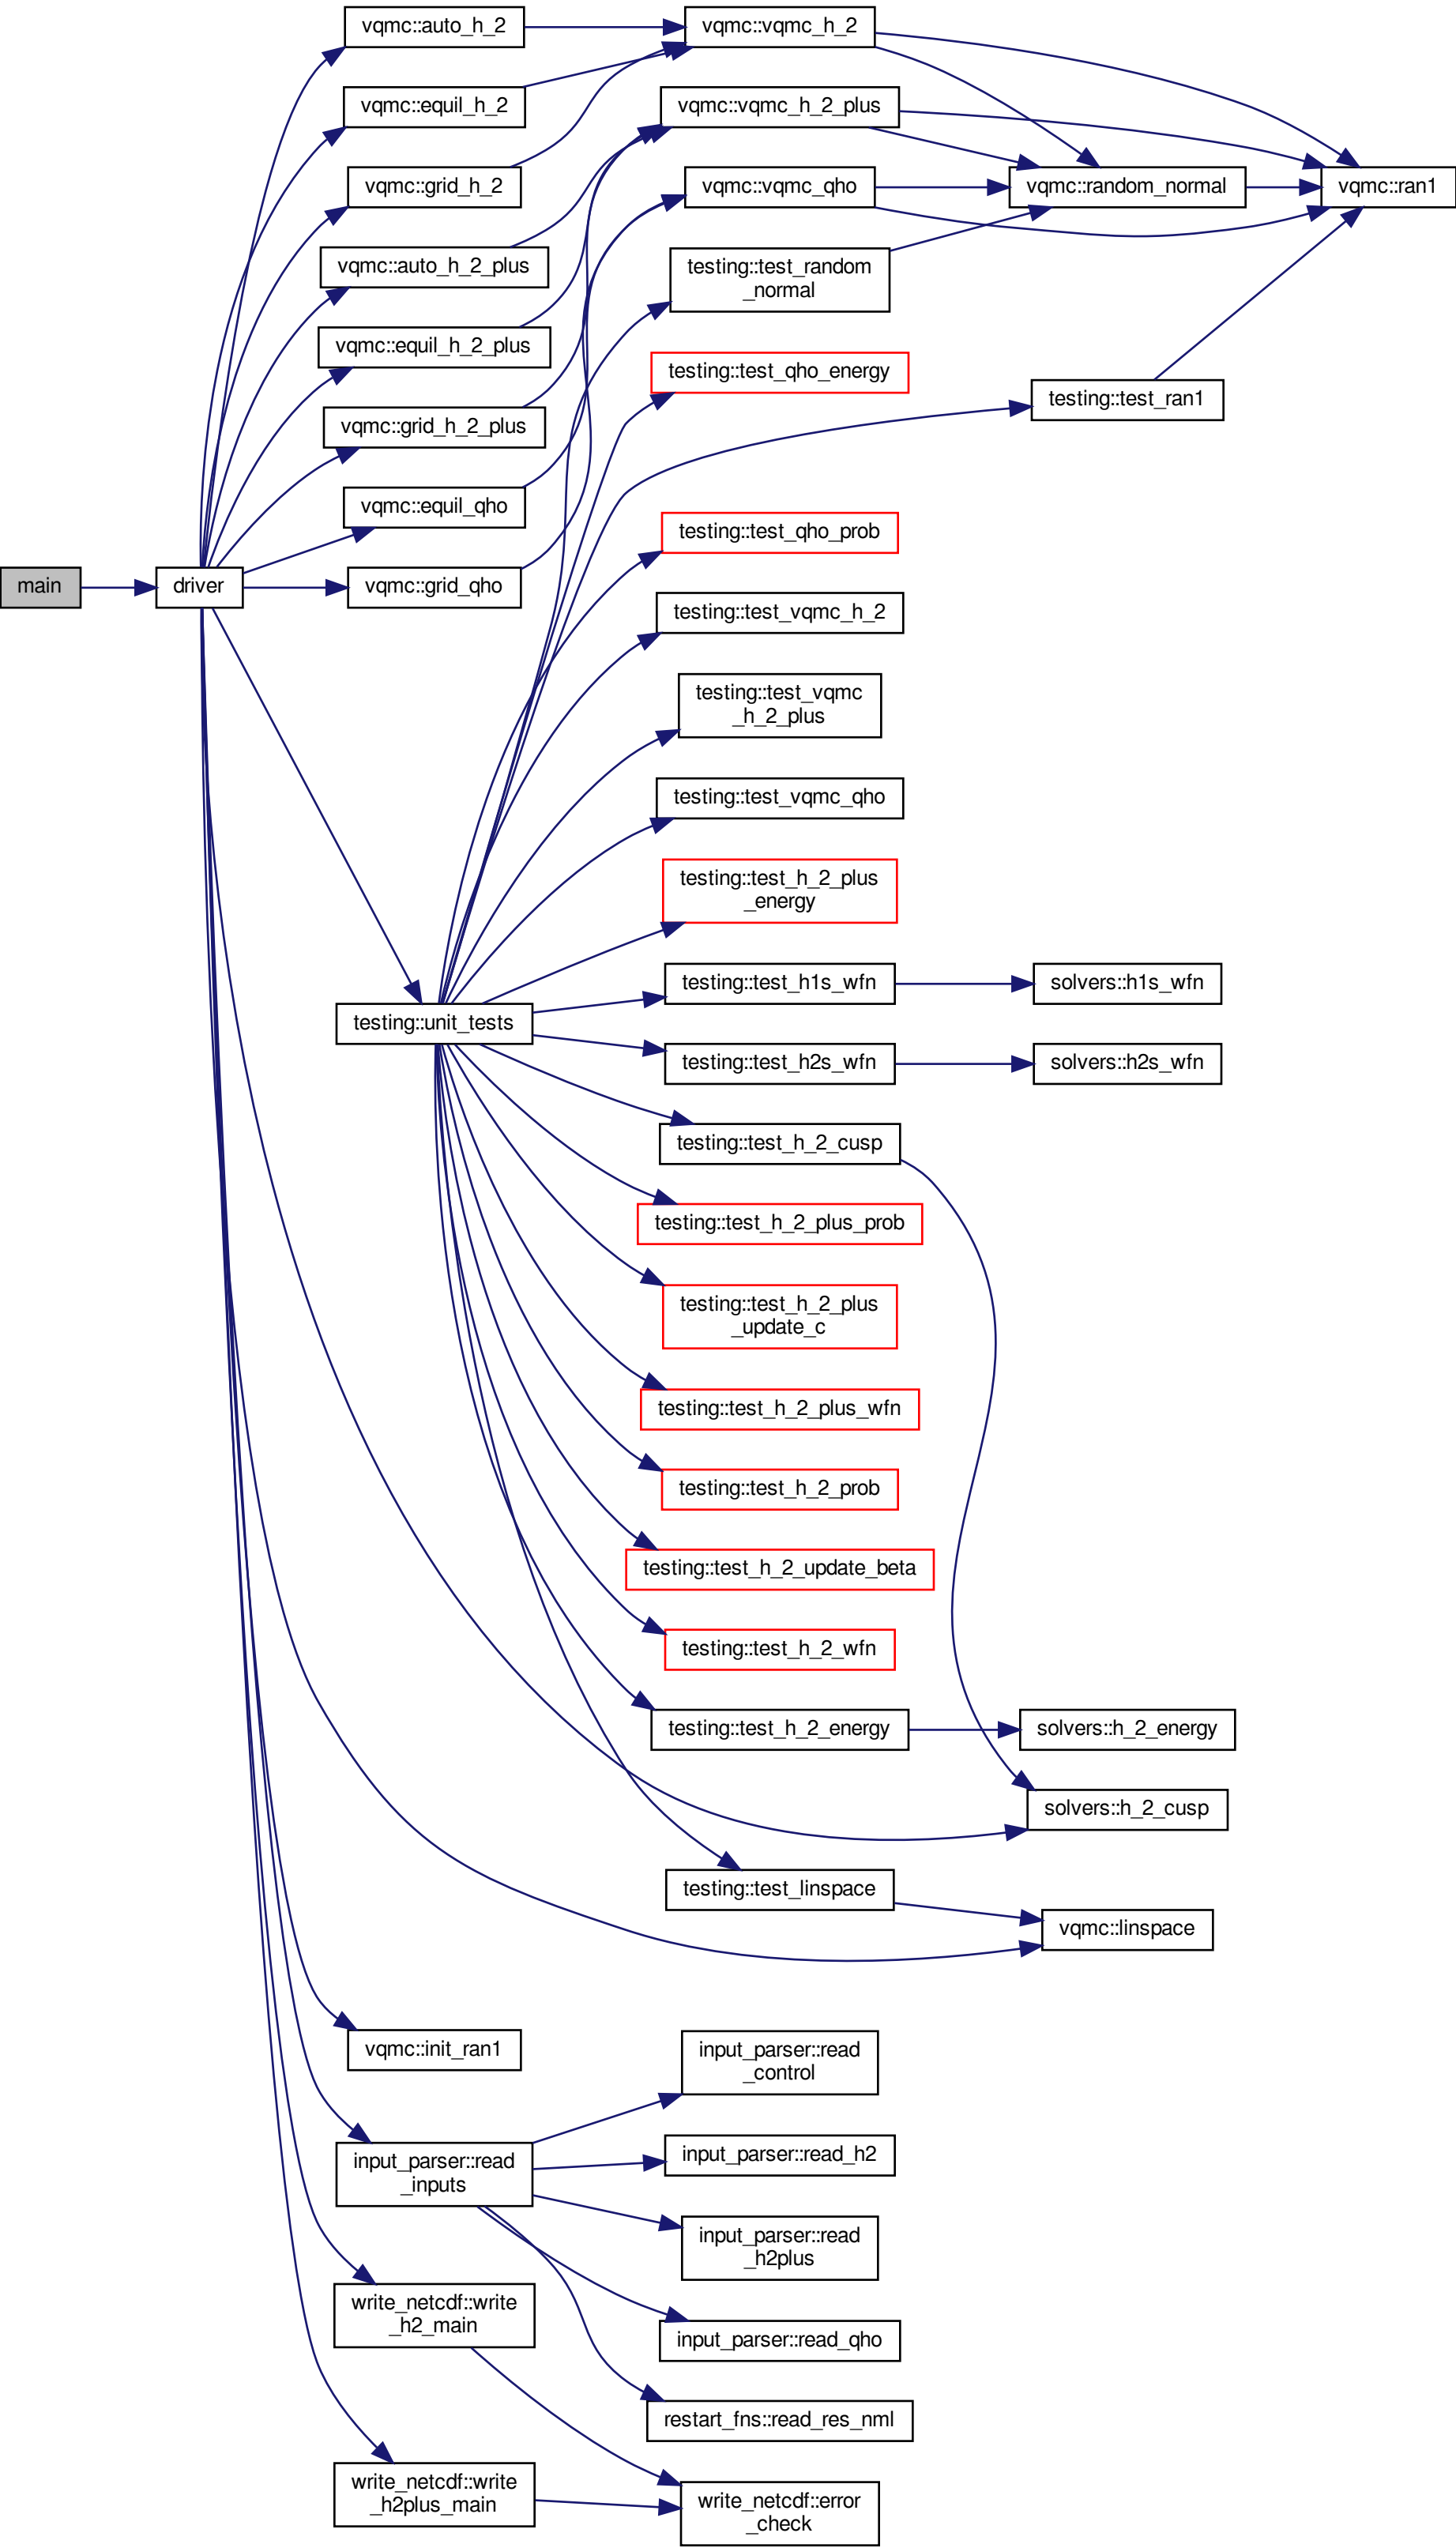 vqmc::auto_h_2
vqmc::vqmc_h_2
vqmc::equil_h_2
vqmc::vqmc_h_2_plus
vqmc::grid_h_2
vqmc::vqmc_qho
vqmc::random_normal
vqmc::ran1
vqmc::auto_h_2_plus
testing::test_random
_normal
vqmc::equil_h_2_plus
testing::test_qho_energy
testing::test_ran1
vqmc::grid_h_2_plus
vqmc::equil_qho
testing::test_qho_prob
main
driver
vqmc::grid_qho
testing::test_vqmc_h_2
testing::test_vqmc
_h_2_plus
testing::test_vqmc_qho
testing::test_h_2_plus
_energy
testing::test_h1s_wfn
solvers::h1s_wfn
testing::unit_tests
testing::test_h2s_wfn
solvers::h2s_wfn
testing::test_h_2_cusp
testing::test_h_2_plus_prob
testing::test_h_2_plus
_update_c
testing::test_h_2_plus_wfn
testing::test_h_2_prob
testing::test_h_2_update_beta
testing::test_h_2_wfn
testing::test_h_2_energy
solvers::h_2_energy
solvers::h_2_cusp
testing::test_linspace
vqmc::linspace
vqmc::init_ran1
input_parser::read
_control
input_parser::read
_inputs
input_parser::read_h2
input_parser::read
_h2plus
write_netcdf::write
_h2_main
input_parser::read_qho
restart_fns::read_res_nml
write_netcdf::write
_h2plus_main
write_netcdf::error
_check